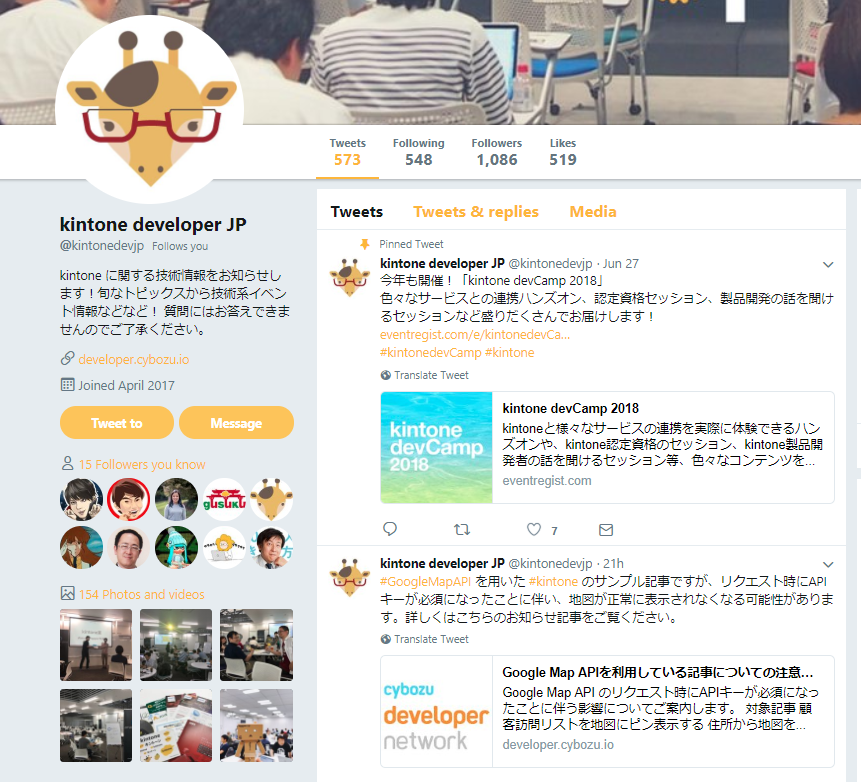 Tweets
573
Following
548
Followers
1,086
Likes
519
kintone developer JP
@kintonedevjp Follows you
kintone に関する技術情報をお知らせし
ます！旬なトピックスから技術系イベン
ト情報などなど！ 質問にはお答えできま
せんのでご了承ください。
developer.cybozu.io
Joined April 2017
Tweet to
Message
15 Followers you know
GUSUKU
154 Photos and videos
Tweets
Tweets & replies
Media
Pinned Tweet
kintone developer JP @kintonedevjp · Jun 27
今年も開催！「kintone devCamp 2018」
色々なサービスとの連携ハンズオン、認定資格セッション、製品開発の話を聞け
るセッションなど盛りだくさんでお届けします！
eventregist.com/e/kintonedevCa...
#kintonedevCamp #kintone
Translate Tweet
kintone
devCamp
2018
kintone devCamp 2018
kintoneと様々なサービスの連携を実際に体験できるハン
ズオンや、kintone認定資格のセッション、kintone製品開
発者の話を聞けるセッション等、色々なコンテンツを...
eventregist.com
7
kintone developer JP @kintonedevjp · 21h
#GoogleMapAPI を用いた #kintone のサンプル記事ですが、リクエスト時にAPI
キーが必須になったことに伴い、地図が正常に表示されなくなる可能性がありま
す。詳しくはこちらのお知らせ記事をご覧ください。
Translate Tweet
cybozu
developer
network
Google Map APIを利用している記事についての注意...
Google Map API のリクエスト時にAPIキーが必須になっ
たことに伴う影響についてご案内します。 対象記事 顧
客訪問リストを地図にピン表示する 住所から地図を...
developer.cybozu.io